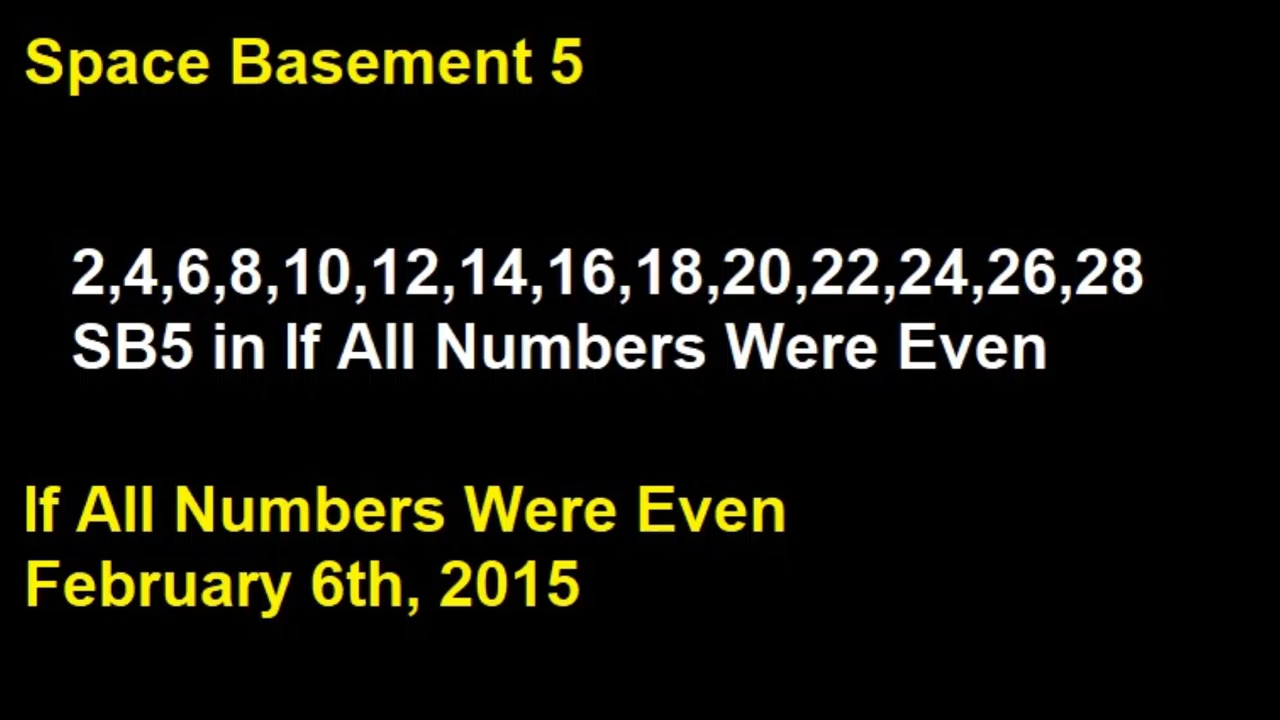 Space Basement 5
2,4,6,8,10,12,14,16,18,20,22,24,26,28
SB5 in If All Numbers Were Even
If All Numbers Were Even
February 6th, 2015